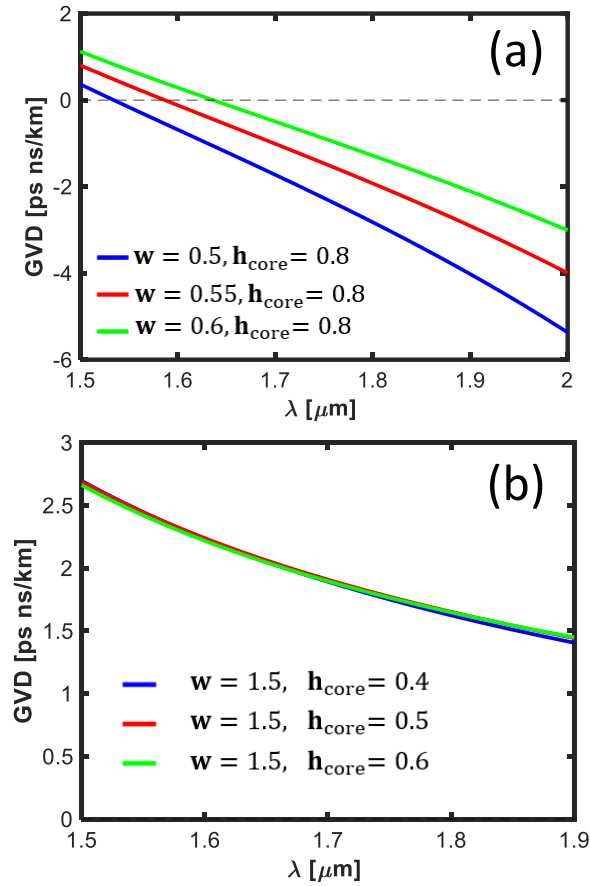 (a)
2
0
-2
-4
-6
GVD [ps ns/km]
w = 0.5, h_core = 0.8
w = 0.55, h_core = 0.8
w = 0.6, h_core = 0.8
1.5 1.6 1.7 1.8 1.9 2
λ [μm]
(b)
3
2.5
2
1.5
1
0.5
0
GVD [ps ns/km]
w = 1.5, h_core = 0.4
w = 1.5, h_core = 0.5
w = 1.5, h_core = 0.6
1.5 1.6 1.7 1.8 1.9
λ [μm]